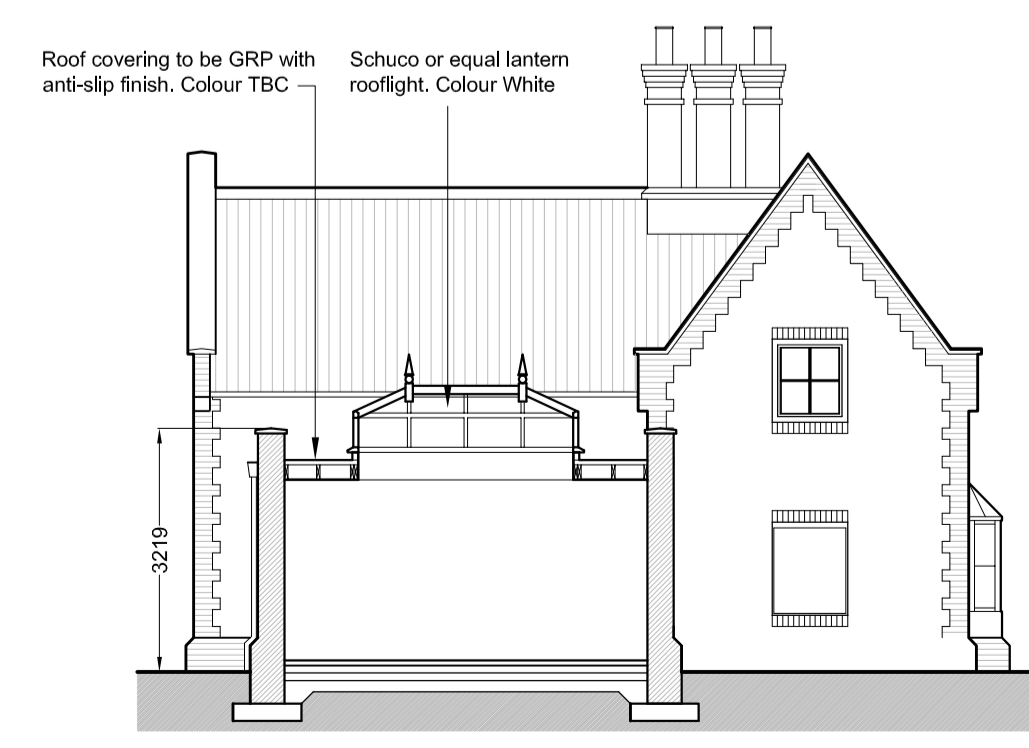 Roof covering to be GRP with
anti-slip finish. Colour TBC
Schuco or equal lantern
rooflight. Colour White
3219